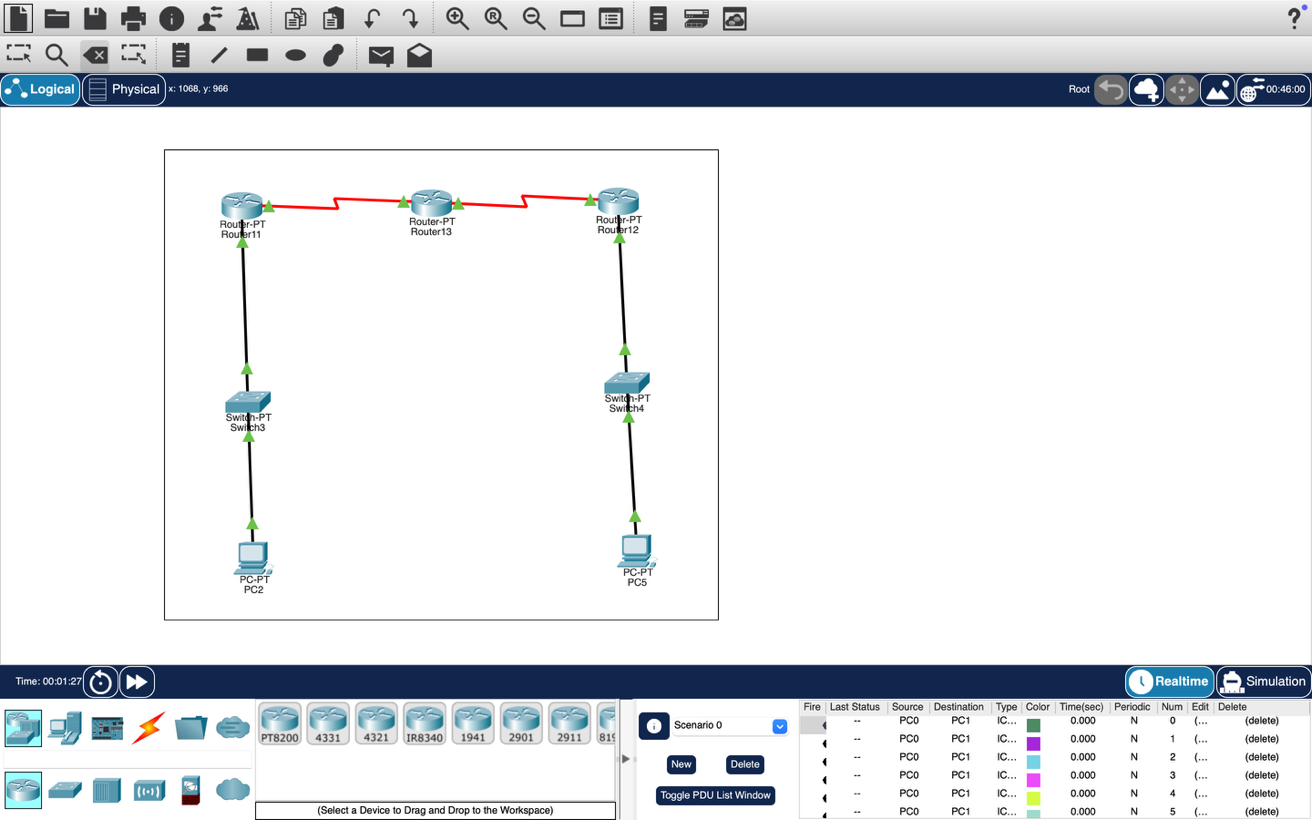 ?
Logical
Physical
x: 1068, y: 966
Root
00:46:00
Router-PT
Router11
Router-PT
Router13
Router-PT
Router12
Switch-PT
Switch3
Switch-PT
Switch4
PC-PT
PC2
PC-PT
PC5
Time: 00:01:27
Realtime
Simulation
PT8200
4331
4321
IR8340
1941
2901
2911
819
(Select a Device to Drag and Drop to the Workspace)
Scenario 0
New
Delete
Toggle PDU List Window
Fire Last Status Source Destination Type Color Time(sec) Periodic Num Edit Delete
-- PC0 PC1 IC... 0.000 N 0 (... (delete)
-- PC0 PC1 IC... 0.000 N 1 (... (delete)
-- PC0 PC1 IC... 0.000 N 2 (... (delete)
-- PC0 PC1 IC... 0.000 N 3 (... (delete)
-- PC0 PC1 IC... 0.000 N 4 (... (delete)
-- PC0 PC1 IC... 0.000 N 5 (... (delete)